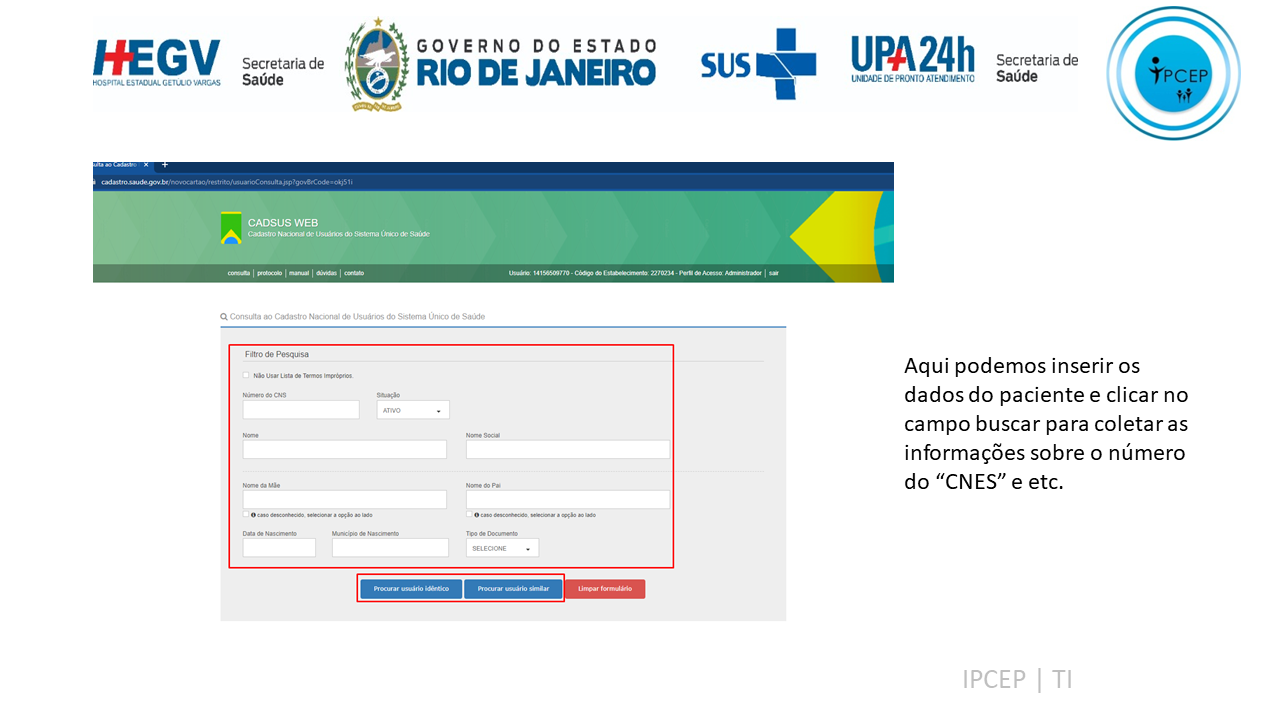 HEGV
HOSPITAL ESTADUAL GETULIO VARGAS
Secretaria de
Saúde
GOVERNO DO ESTADO
RIO DE JANEIRO
SUS
UPA24h
UNIDADE DE PRONTO ATENDIMENTO
Secretaria de
Saúde
IPCEP
ulta ao Cadastro
cadastro.saude.gov.br/novocartao/restrito/usuarioConsulta.jsp?govBrCode=okj51i
CADSUS WEB
Cadastro Nacional de Usuários do Sistema Único de Saúde
consulta | protocolo | manual | dúvidas | contato
Usuário: 14156509770 - Código do Estabelecimento: 2270234 - Perfil de Acesso: Administrador | sair
Consulta ao Cadastro Nacional de Usuários do Sistema Único de Saúde
Filtro de Pesquisa
Não Usar Lista de Termos Impróprios.
Número do CNS Situação
ATIVO
Nome Nome Social
Nome da Mãe Nome do Pai
caso desconhecido, selecionar a opção ao lado caso desconhecido, selecionar a opção ao lado
Data de Nascimento Município de Nascimento Tipo de Documento
SELECIONE
Procurar usuário idêntico Procurar usuário similar Limpar formulário
Aqui podemos inserir os
dados do paciente e clicar no
campo buscar para coletar as
informações sobre o número
do “CNES” e etc.
IPCEP | TI